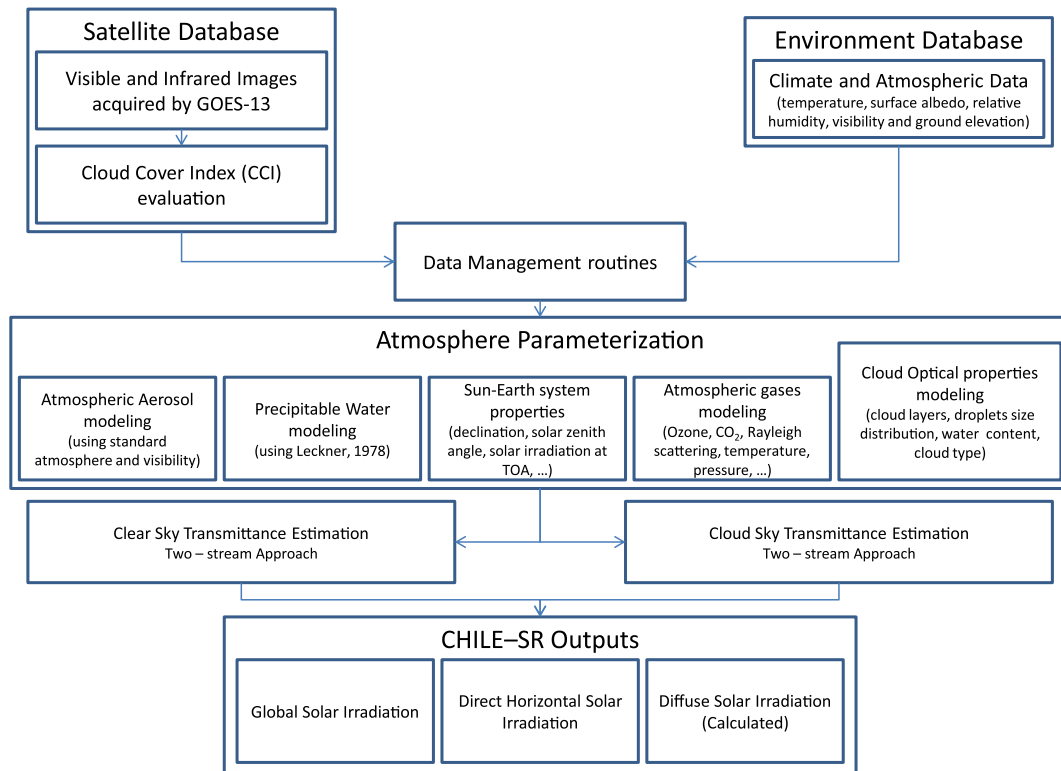 Satellite Database
Visible and Infrared Images
acquired by GOES-13
Cloud Cover Index (CCI)
evaluation
Environment Database
Climate and Atmospheric Data
(temperature, surface albedo, relative
humidity, visibility and ground elevation)
Data Management routines
Atmosphere Parameterization
Atmospheric Aerosol
modeling
(using standard
atmosphere and visibility)
Precipitable Water
modeling
(using Leckner, 1978)
Sun-Earth system
properties
(declination, solar zenith
angle, solar irradiation at
TOA, ...)
Atmospheric gases
modeling
(Ozone, CO₂, Rayleigh
scattering, temperature,
pressure, ...)
Cloud Optical properties
modeling
(cloud layers, droplets size
distribution, water content,
cloud type)
Clear Sky Transmittance Estimation
Two – stream Approach
Cloud Sky Transmittance Estimation
Two – stream Approach
CHILE–SR Outputs
Global Solar Irradiation
Direct Horizontal Solar
Irradiation
Diffuse Solar Irradiation
(Calculated)